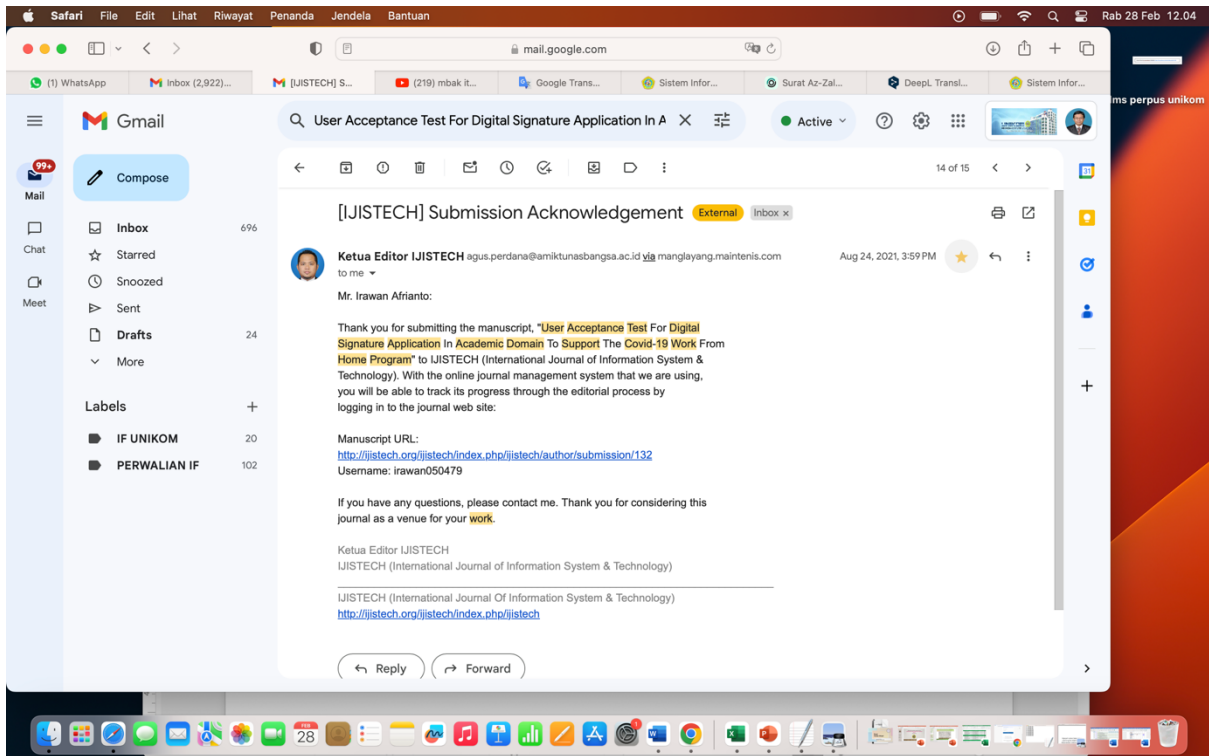 Safari File Edit Lihat Riwayat Penanda Jendela Bantuan Rab 28 Feb 12.04
mail.google.com
(1) WhatsApp Inbox (2,922)... [IJISTECH] S... (219) mbak it... Google Trans... Sistem Infor... Surat Az-Zal... DeepL Transl... Sistem Infor...
lms perpus unikom
Gmail User Acceptance Test For Digital Signature Application In A Active
99+
Mail
Compose
14 of 15
31
Chat
Meet
Inbox 696
Starred
Snoozed
Sent
Drafts 24
More
Labels
IF UNIKOM 20
PERWALIAN IF 102
[IJISTECH] Submission Acknowledgement External Inbox x
Ketua Editor IJISTECH agus.perdana@amiktunasbangsa.ac.id via manglayang.maintenis.com Aug 24, 2021, 3:59 PM
to me
Mr. Irawan Afrianto:
Thank you for submitting the manuscript, "User Acceptance Test For Digital
Signature Application In Academic Domain To Support The Covid-19 Work From
Home Program" to IJISTECH (International Journal of Information System &
Technology). With the online journal management system that we are using,
you will be able to track its progress through the editorial process by
logging in to the journal web site:
Manuscript URL:
http://ijistech.org/ijistech/index.php/ijistech/author/submission/132
Username: irawan050479
If you have any questions, please contact me. Thank you for considering this
journal as a venue for your work.
Ketua Editor IJISTECH
IJISTECH (International Journal of Information System & Technology)
IJISTECH (International Journal Of Information System & Technology)
http://ijistech.org/ijistech/index.php/ijistech
Reply Forward
FEB
28